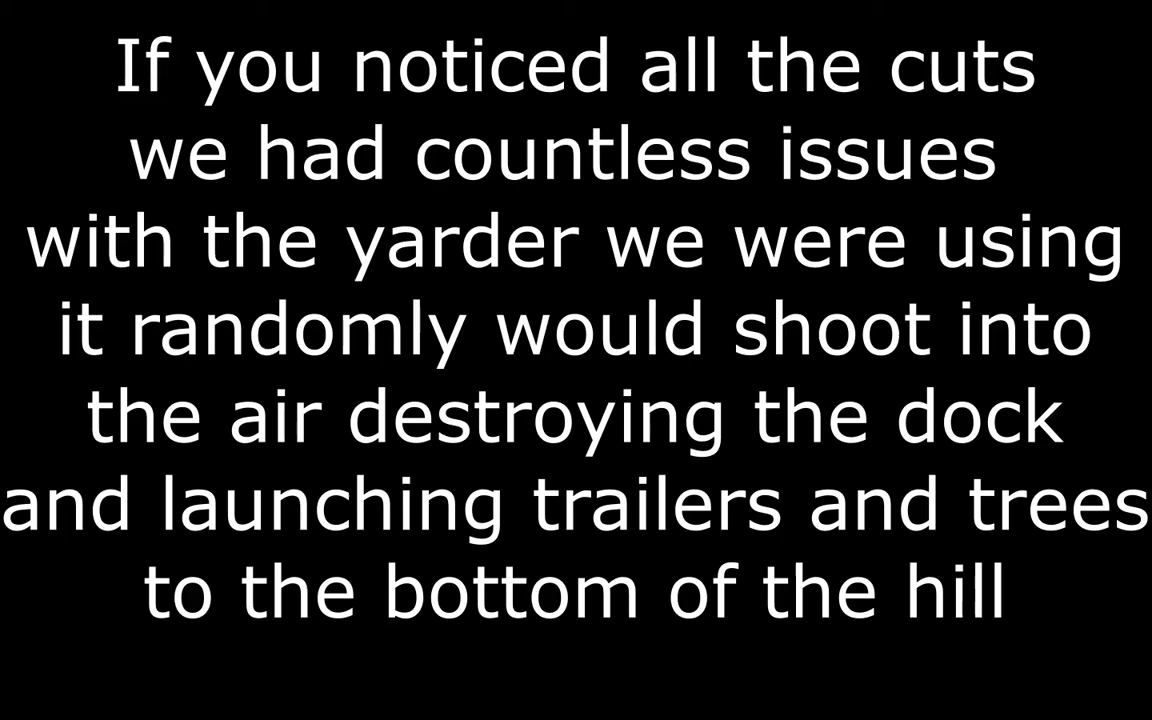 If you noticed all the cuts
we had countless issues
with the yarder we were using
it randomly would shoot into
the air destroying the dock
and launching trailers and trees
to the bottom of the hill